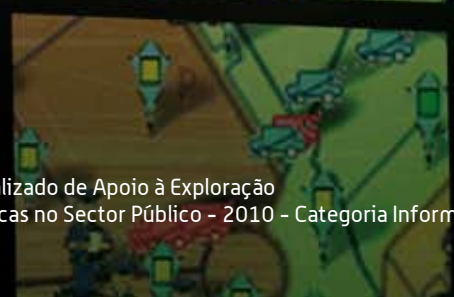 lizado de Apoio à Exploração
cas no Sector Público - 2010 - Categoria Inform